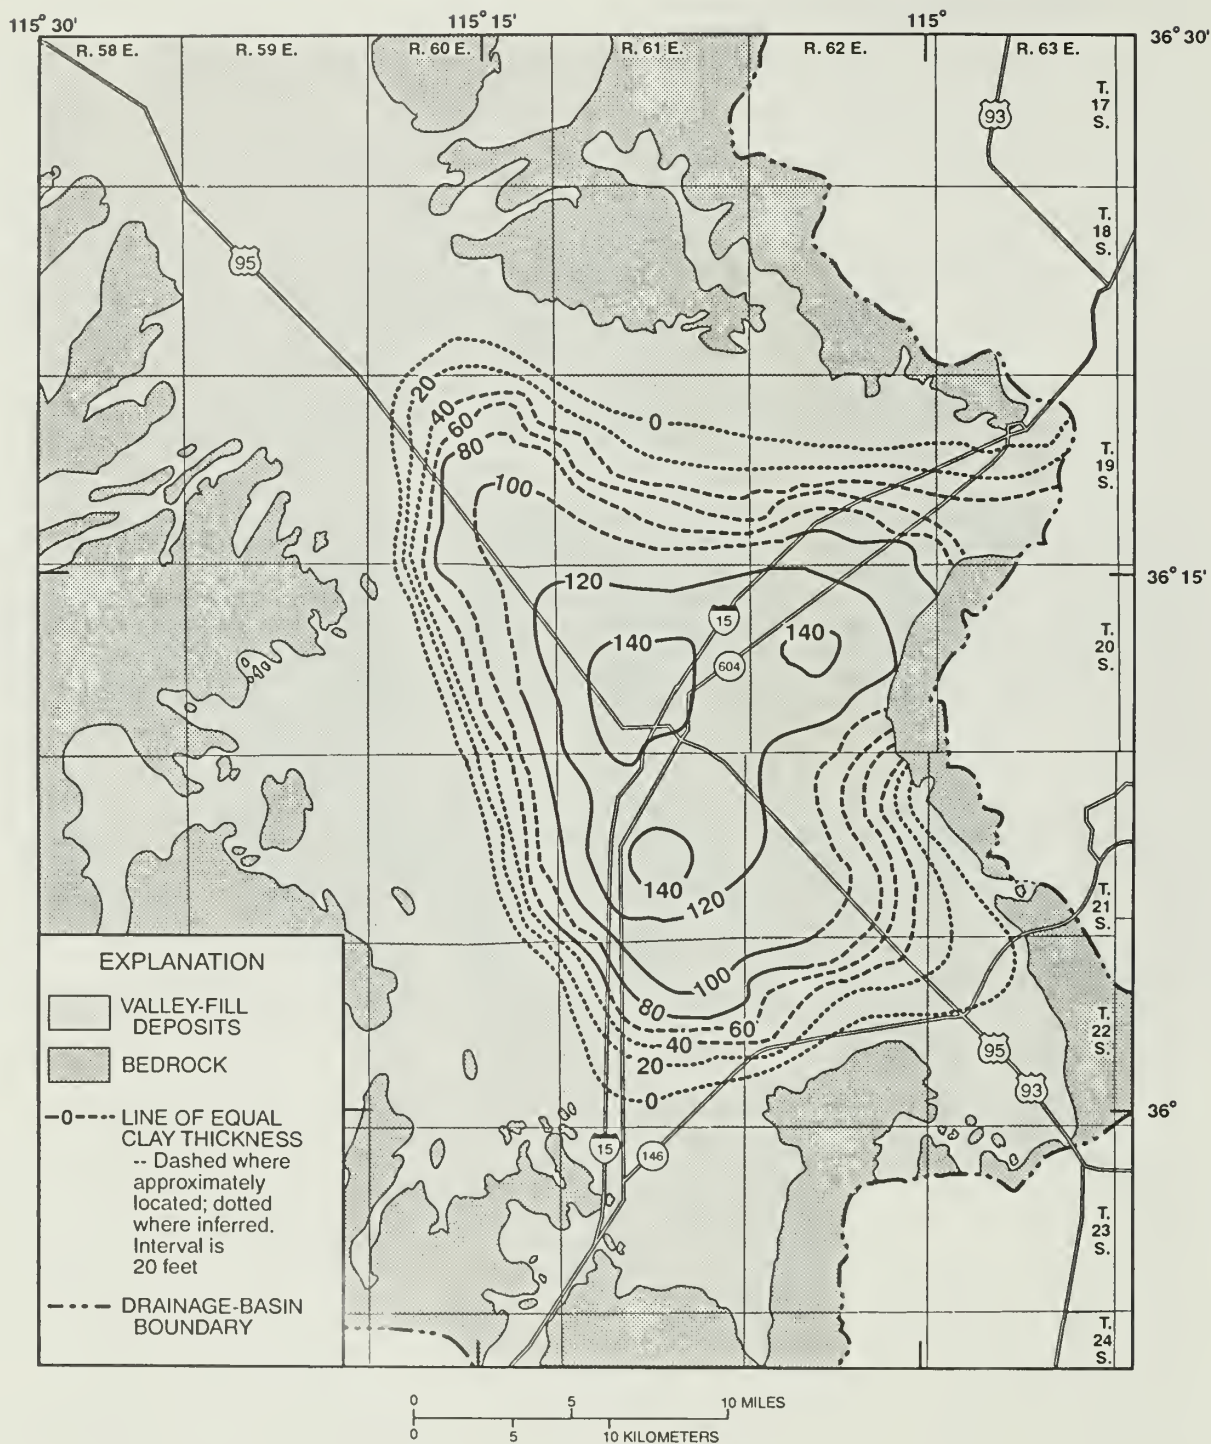 115° 30'
115° 15'
115°
R. 58 E.
R. 59 E.
R. 60 E.
R. 61 E.
R. 62 E.
R. 63 E.
36° 30'
T.
17
S.
93
T.
18
S.
95
20
40
60
80
0
100
T.
19
S.
36° 15'
120
15
140
140
604
T.
20
S.
140
120
T.
21
S.
100
80
60
40
20
0
T.
22
S.
95
93
36°
15
146
T.
23
S.
T.
24
S.
EXPLANATION
VALLEY-FILL
DEPOSITS
BEDROCK
-0---- LINE OF EQUAL
CLAY THICKNESS
-- Dashed where
approximately
located; dotted
where inferred.
Interval is
20 feet
DRAINAGE-BASIN
BOUNDARY
0 5 10 MILES
0 5 10 KILOMETERS